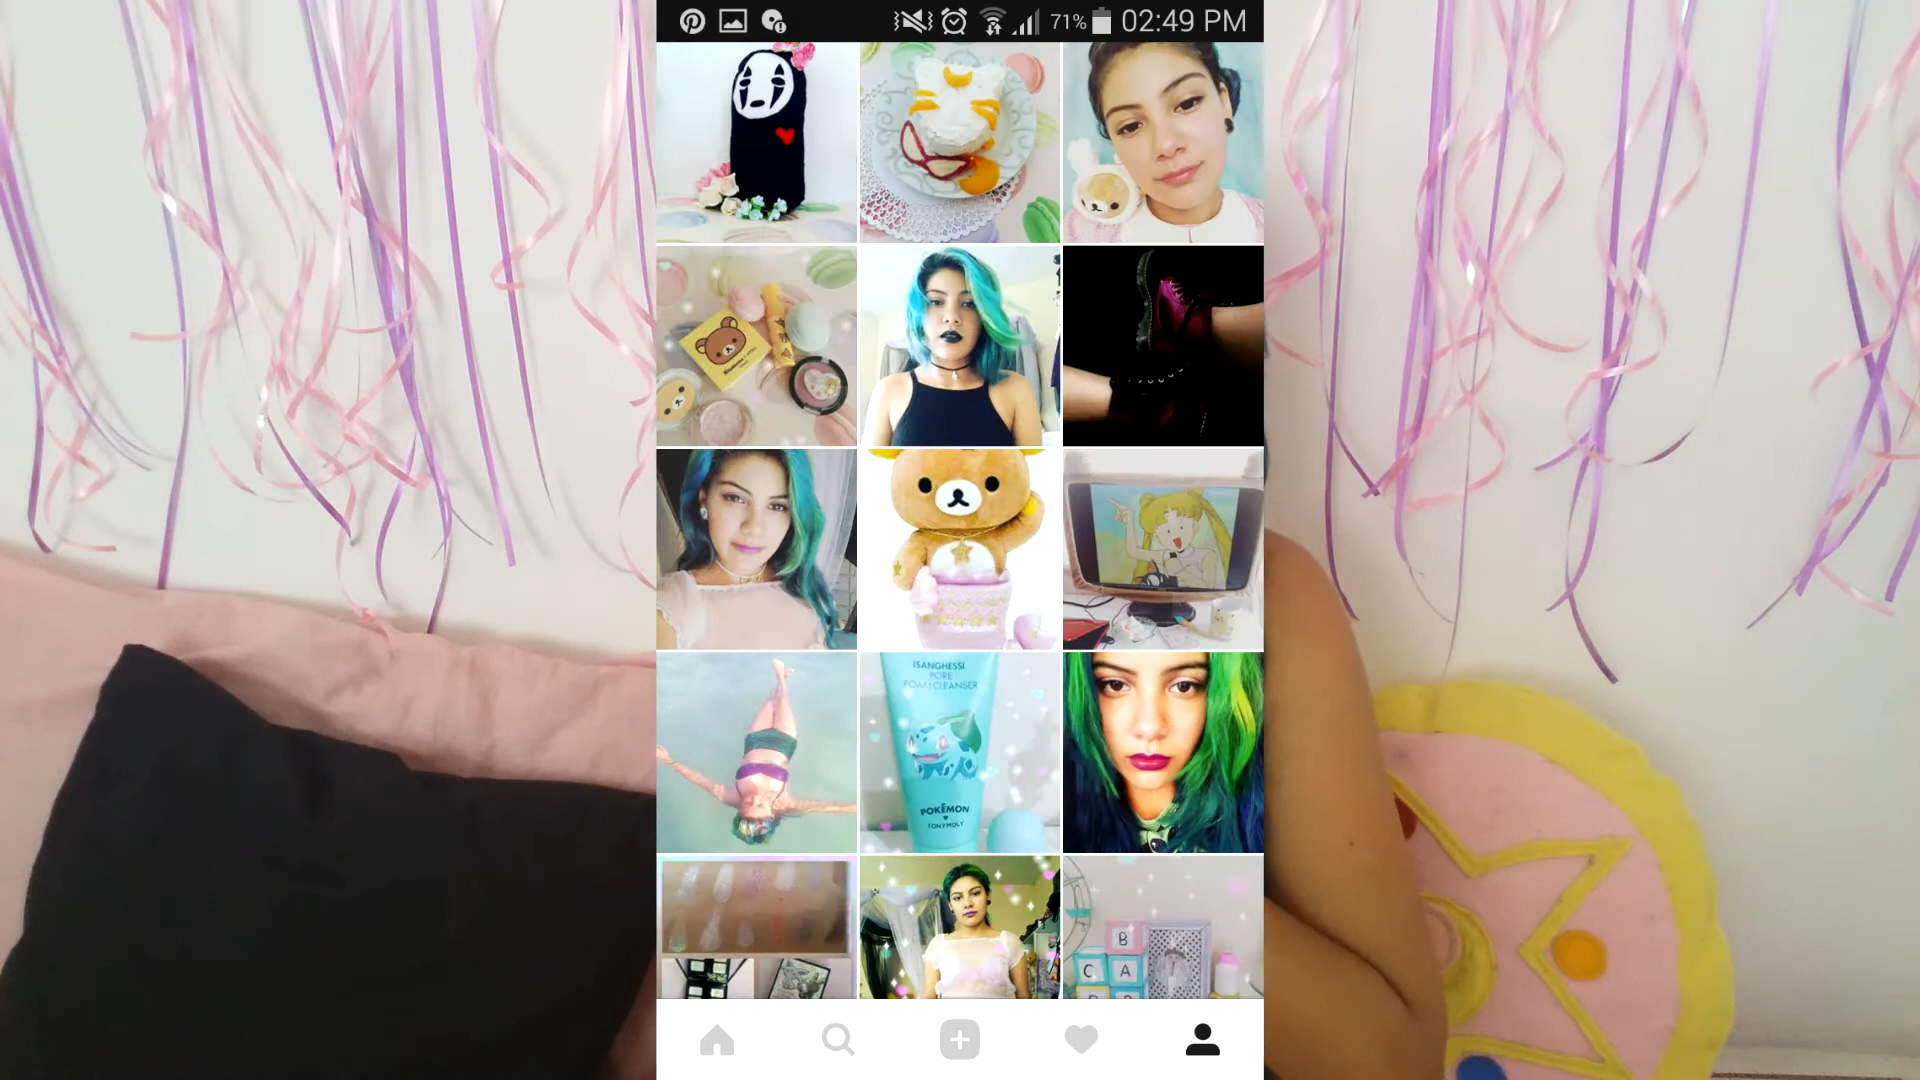 71% 02:49 PM
ISANGHESSI
PORE
FOAM CLEANSER
POKÉMON
TONYMOLY
B
C A